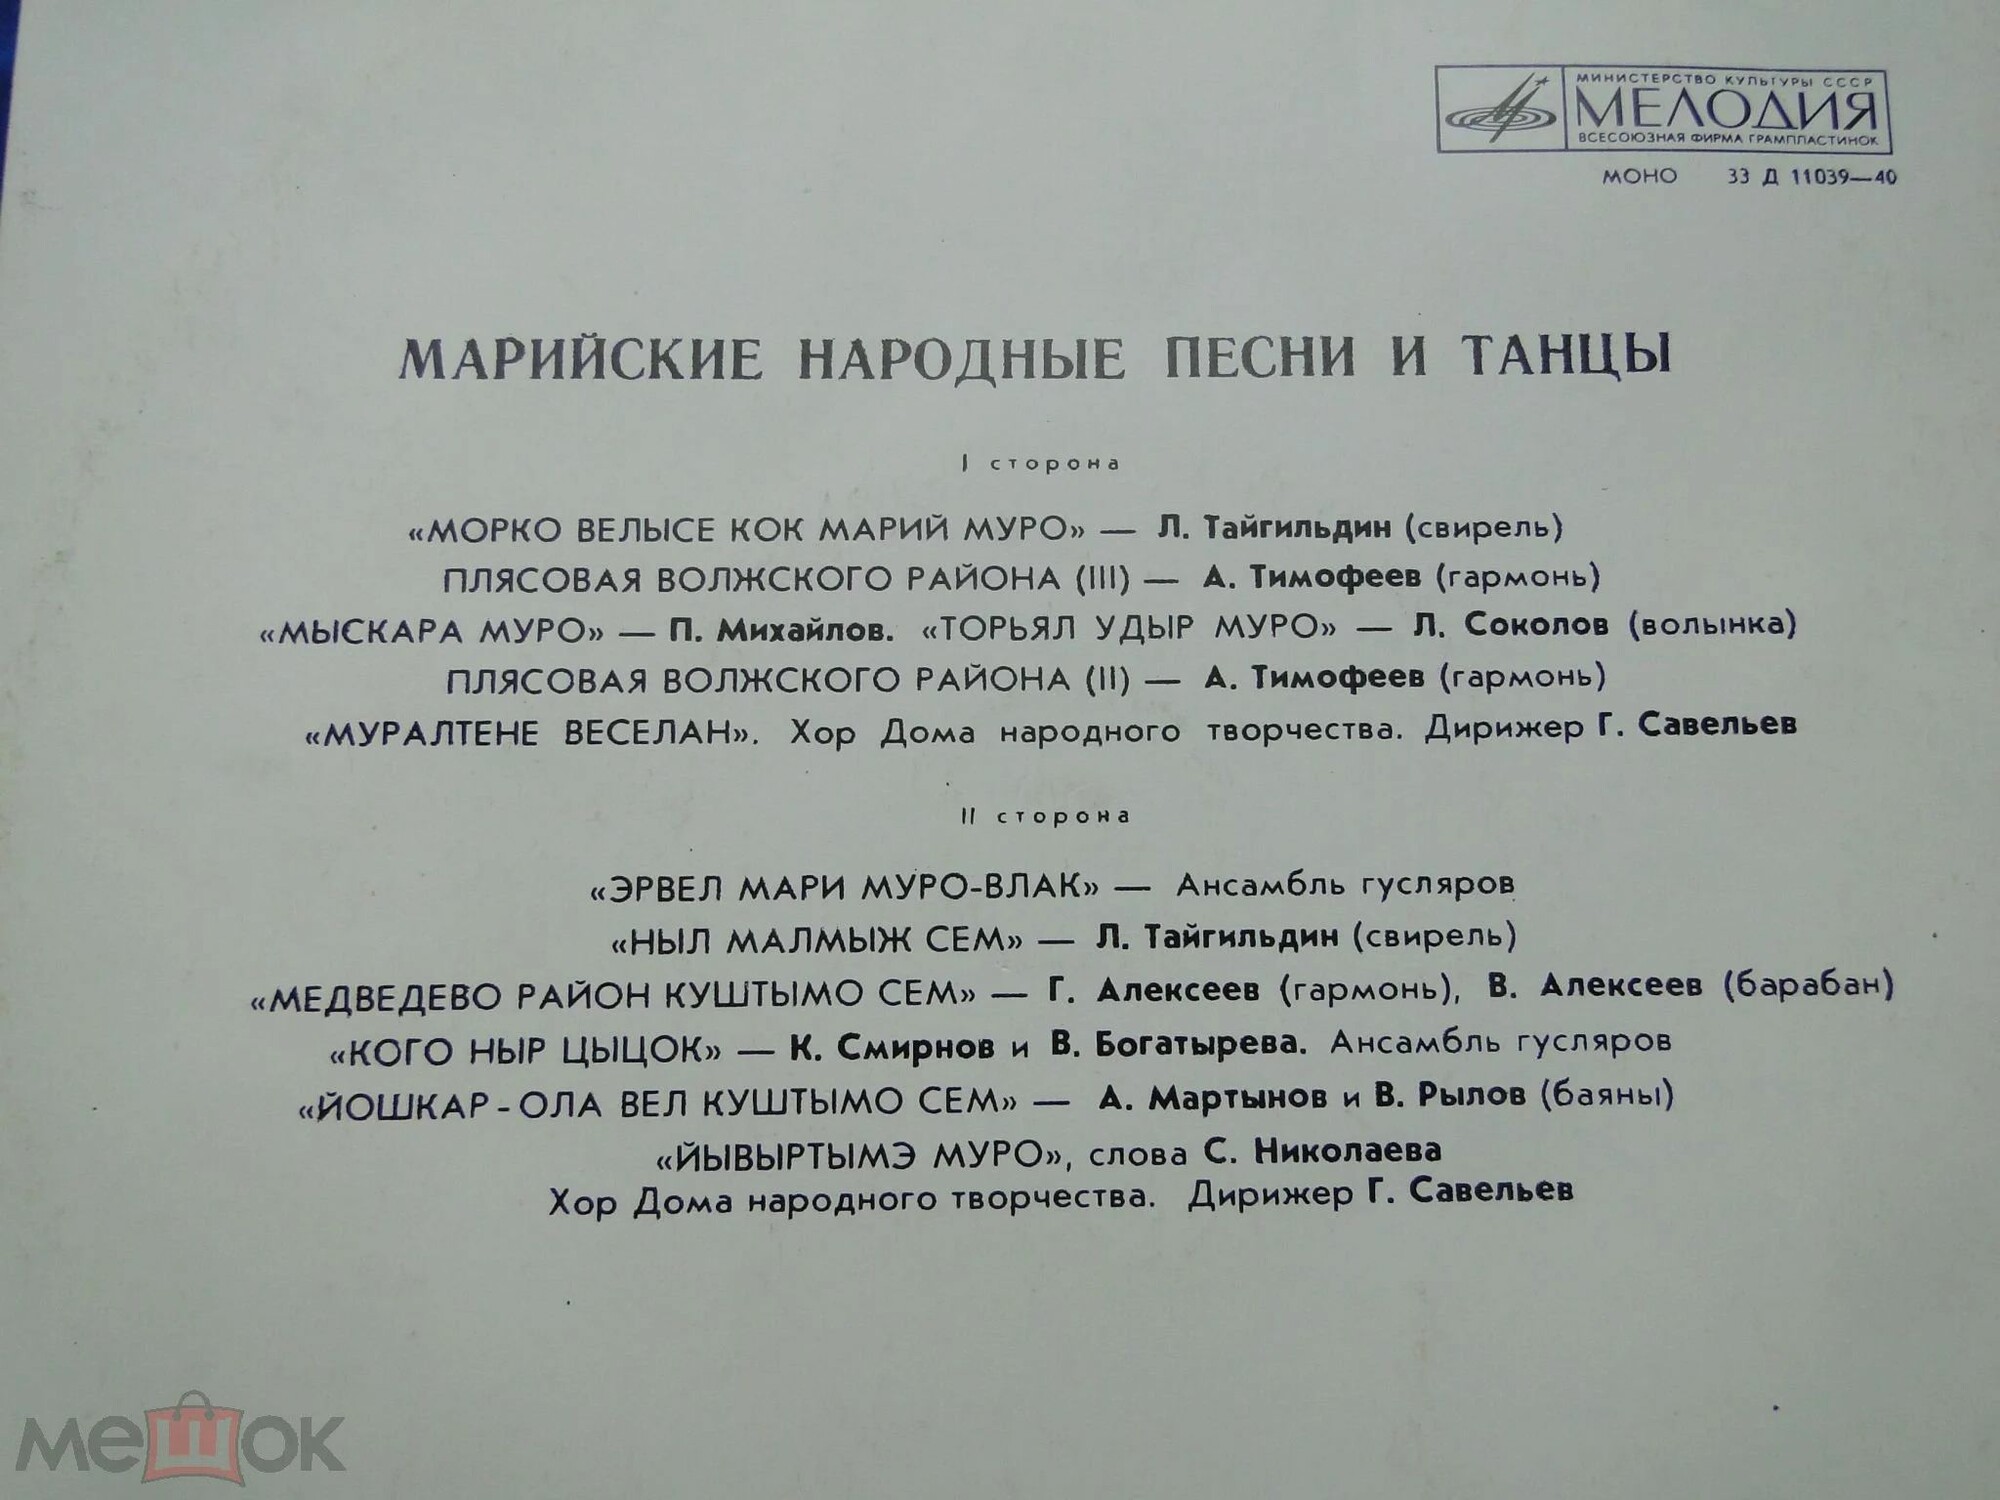 МИНИСТЕРСТВО КУЛЬТУРЫ СССР
МЕЛОДИЯ
ВСЕСОЮЗНАЯ ФИРМА ГРАМПЛАСТИНОК
МОНО 33 Д 11039—40
МАРИЙСКИЕ НАРОДНЫЕ ПЕСНИ И ТАНЦЫ
I сторона
«МОРКО ВЕЛЫСЕ КОК МАРИЙ МУРО» — Л. Тайгильдин (свирель)
ПЛЯСОВАЯ ВОЛЖСКОГО РАЙОНА (III) — А. Тимофеев (гармонь)
«МЫСКАРА МУРО» — П. Михайлов. «ТОРЬЯЛ УДЫР МУРО» — Л. Соколов (волынка)
ПЛЯСОВАЯ ВОЛЖСКОГО РАЙОНА (II) — А. Тимофеев (гармонь)
«МУРАЛТЕНЕ ВЕСЕЛАН». Хор Дома народного творчества. Дирижер Г. Савельев
II сторона
«ЭРВЕЛ МАРИ МУРО-ВЛАК» — Ансамбль гусляров
«НЫЛ МАЛМЫЖ СЕМ» — Л. Тайгильдин (свирель)
«МЕДВЕДЕВО РАЙОН КУШТЫМО СЕМ» — Г. Алексеев (гармонь), В. Алексеев (барабан)
«КОГО НЫР ЦЫЦОК» — К. Смирнов и В. Богатырева. Ансамбль гусляров
«ЙОШКАР-ОЛА ВЕЛ КУШТЫМО СЕМ» — А. Мартынов и В. Рылов (баяны)
«ЙЫВЫРТЫМЭ МУРО», слова С. Николаева
Хор Дома народного творчества. Дирижер Г. Савельев
мешок